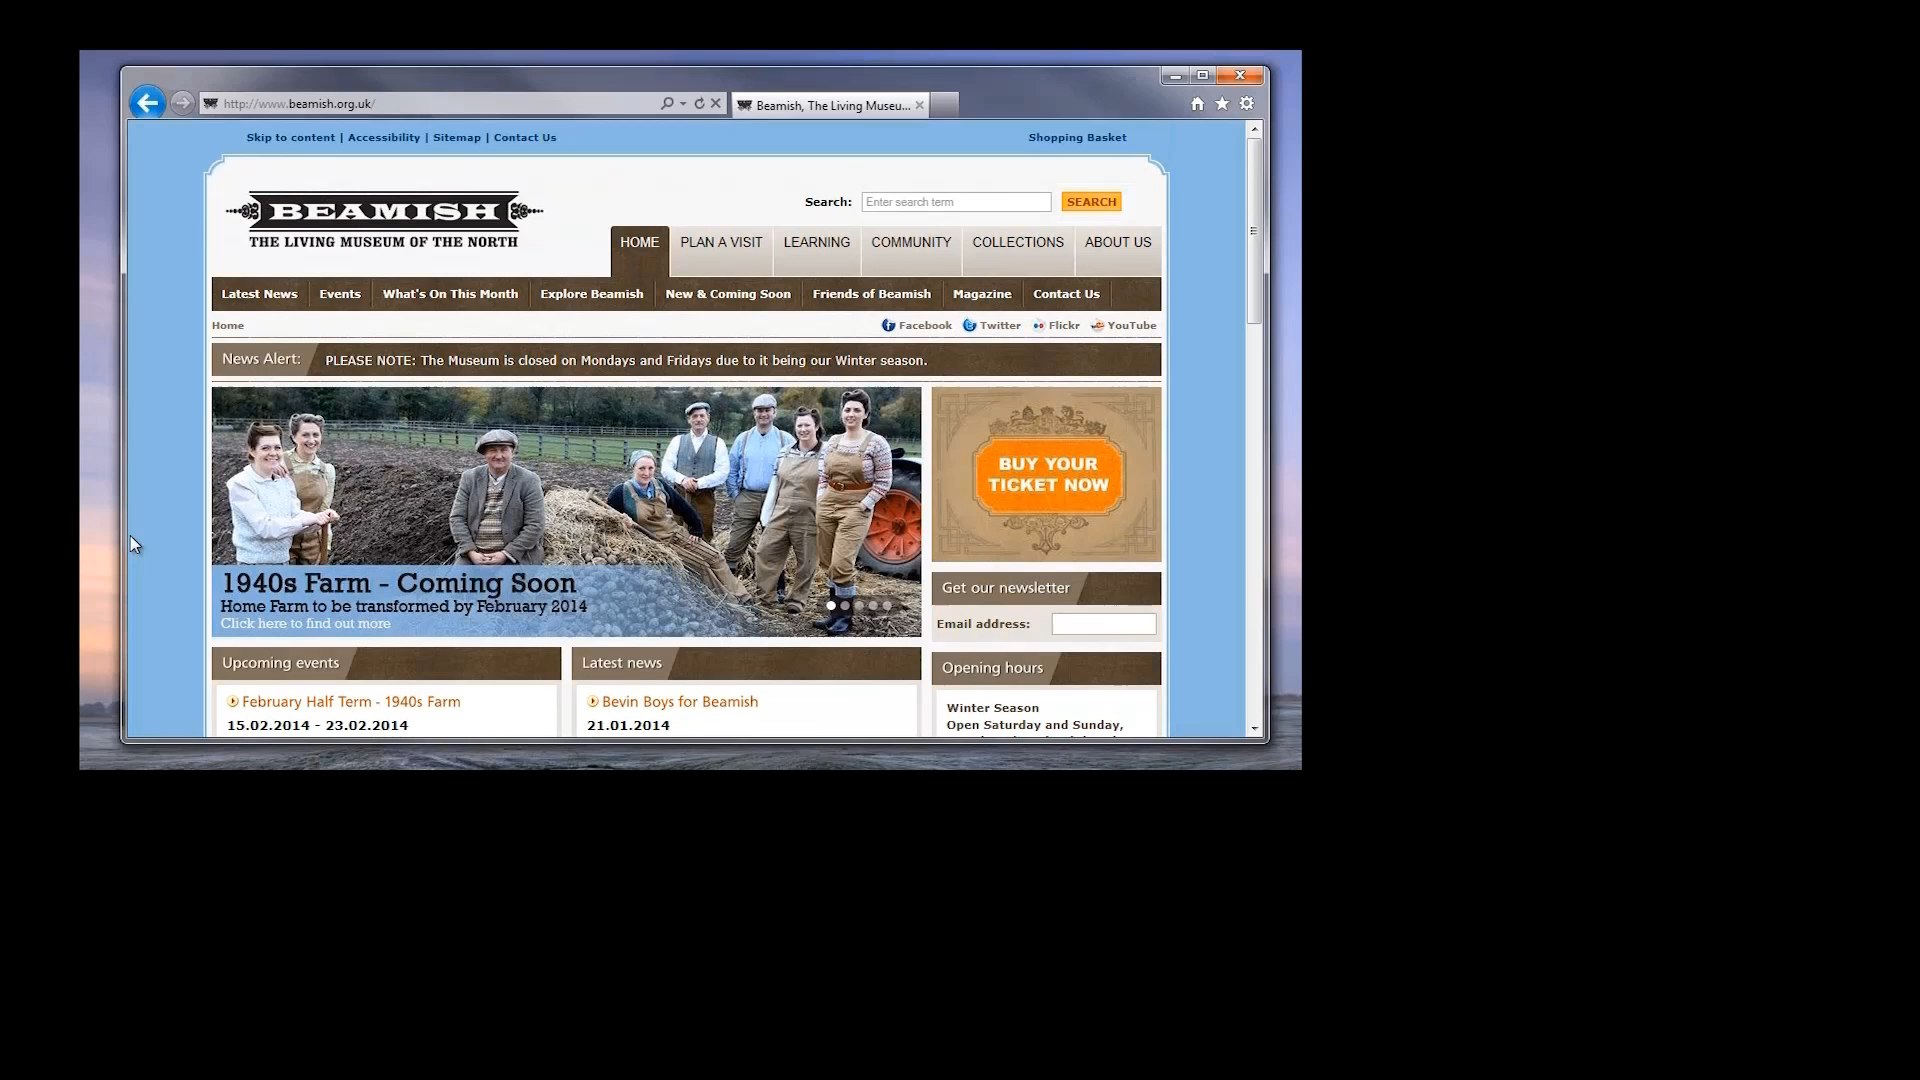 http://www.beamish.org.uk/
Beamish, The Living Museu...
Skip to content | Accessibility | Sitemap | Contact Us
Shopping Basket
BEAMISH
THE LIVING MUSEUM OF THE NORTH
Search: Enter search term SEARCH
HOME PLAN A VISIT LEARNING COMMUNITY COLLECTIONS ABOUT US
Latest News Events What's On This Month Explore Beamish New & Coming Soon Friends of Beamish Magazine Contact Us
Home
Facebook Twitter Flickr YouTube
News Alert: PLEASE NOTE: The Museum is closed on Mondays and Fridays due to it being our Winter season.
BUY YOUR
TICKET NOW
1940s Farm - Coming Soon
Home Farm to be transformed by February 2014
Click here to find out more
Get our newsletter
Email address:
Upcoming events
February Half Term - 1940s Farm
15.02.2014 - 23.02.2014
Latest news
Bevin Boys for Beamish
21.01.2014
Opening hours
Winter Season
Open Saturday and Sunday,